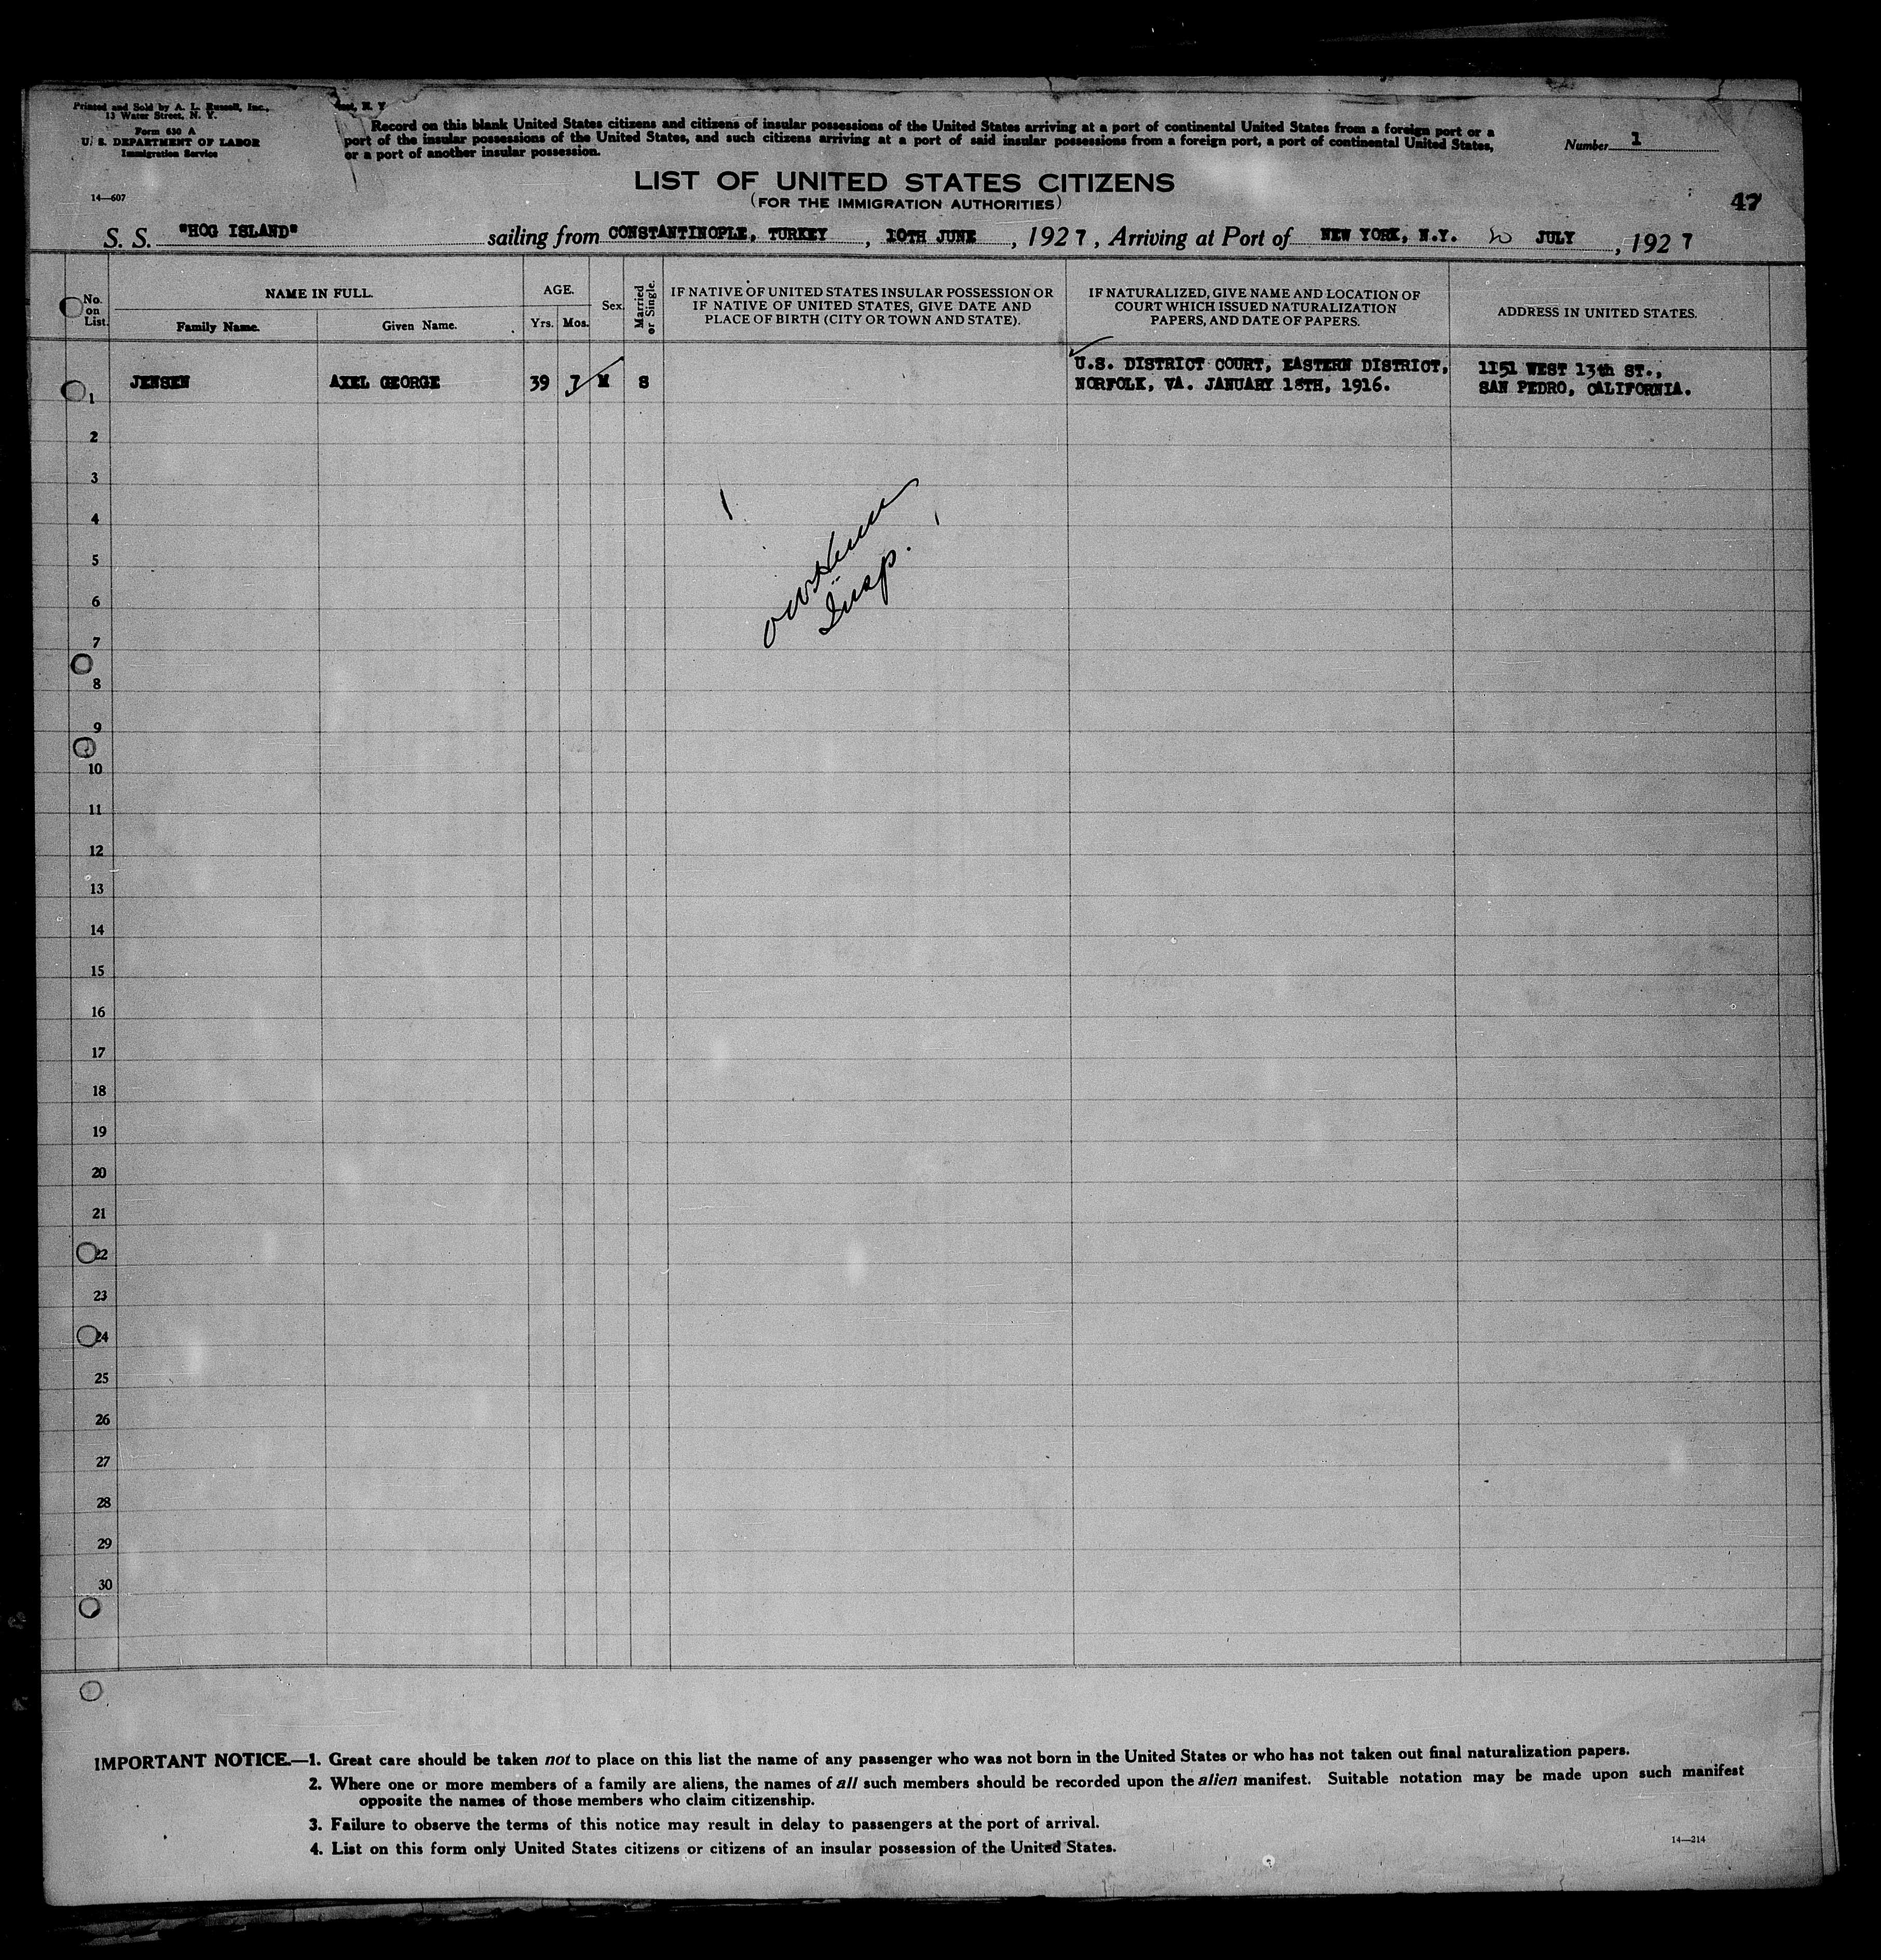 Printed and Sold by A. L. Russell, Inc.,
13 Water Street, N. Y.
Form 630 A
U. S. DEPARTMENT OF LABOR
Immigration Service
14—607
N. Y
Record on this blank United States citizens and citizens of insular possessions of the United States arriving at a port of continental United States from a foreign port or a
port of the insular possessions of the United States, and such citizens arriving at a port of said insular possessions from a foreign port, a port of continental United States,
or a port of another insular possession.
Number 1
LIST OF UNITED STATES CITIZENS
(FOR THE IMMIGRATION AUTHORITIES)
47
S. S. "HOG ISLAND" sailing from CONSTANTINOPLE, TURKEY, 10TH JUNE, 1927, Arriving at Port of NEW YORK, N.Y. JULY, 1927
No. on List.
NAME IN FULL.
Family Name.
Given Name.
AGE.
Yrs.
Mos.
Sex.
Married or Single.
IF NATIVE OF UNITED STATES INSULAR POSSESSION OR
IF NATIVE OF UNITED STATES, GIVE DATE AND
PLACE OF BIRTH (CITY OR TOWN AND STATE).
IF NATURALIZED, GIVE NAME AND LOCATION OF
COURT WHICH ISSUED NATURALIZATION
PAPERS, AND DATE OF PAPERS.
ADDRESS IN UNITED STATES.
1 JENSEN AXEL GEORGE 39 7 M S
U.S. DISTRICT COURT, EASTERN DISTRICT,
NORFOLK, VA. JANUARY 18TH, 1916.
1151 WEST 13th ST.,
SAN PEDRO, CALIFORNIA.
2
3
4
5
6
7
Insp.
8
9
10
11
12
13
14
15
16
17
18
19
20
21
22
23
24
25
26
27
28
29
30
IMPORTANT NOTICE.—1. Great care should be taken not to place on this list the name of any passenger who was not born in the United States or who has not taken out final naturalization papers.
2. Where one or more members of a family are aliens, the names of all such members should be recorded upon the alien manifest. Suitable notation may be made upon such manifest
opposite the names of those members who claim citizenship.
3. Failure to observe the terms of this notice may result in delay to passengers at the port of arrival.
4. List on this form only United States citizens or citizens of an insular possession of the United States.
14—214